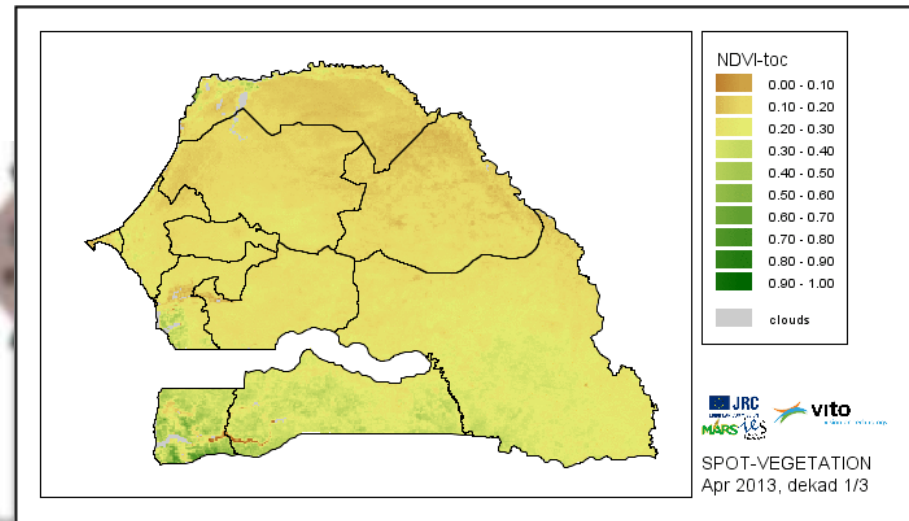 NDVI-toc
0.00 - 0.10
0.10 - 0.20
0.20 - 0.30
0.30 - 0.40
0.40 - 0.50
0.50 - 0.60
0.60 - 0.70
0.70 - 0.80
0.80 - 0.90
0.90 - 1.00
clouds
JRC
MARS
ies
vito
SPOT-VEGETATION
Apr 2013, dekad 1/3